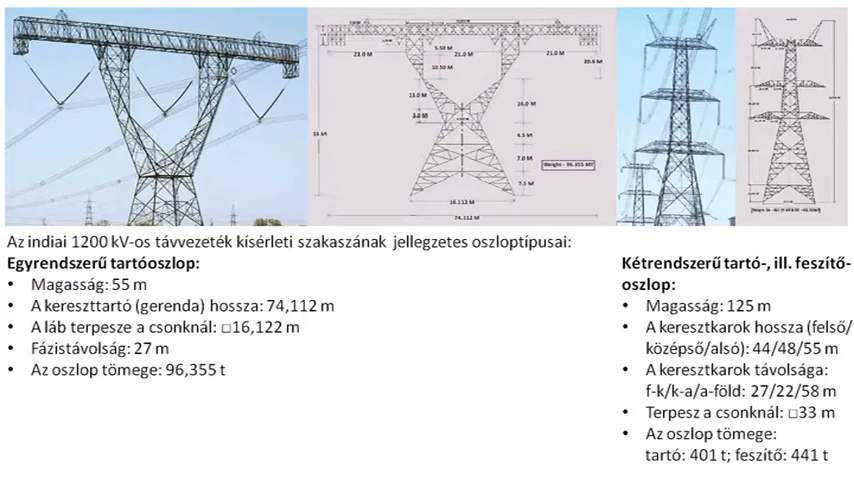 23.0 M
5.50 M
21.0 M
21.0 M
10.50 M
20.0 M
13.0 M
16.0 M
3.0 M
55 M
4.5 M
7.0 M
Weight - 96.355 MT
7.5 M
16.112 M
74.112 M
Az indiai 1200 kV-os távvezeték kísérleti szakaszának jellegzetes oszloptípusai:
Egyrendszerű tartóoszlop:
• Magasság: 55 m
• A kereszttartó (gerenda) hossza: 74,112 m
• A láb terpesze a csonknál: □16,122 m
• Fázistávolság: 27 m
• Az oszlop tömege: 96,355 t
Kétrendszerű tartó-, ill. feszítő-
oszlop:
• Magasság: 125 m
• A keresztkarok hossza (felső/
középső/alsó): 44/48/55 m
• A keresztkarok távolsága:
f-k/k-a/a-föld: 27/22/58 m
• Terpesz a csonknál: □33 m
• Az oszlop tömege:
tartó: 401 t; feszítő: 441 t